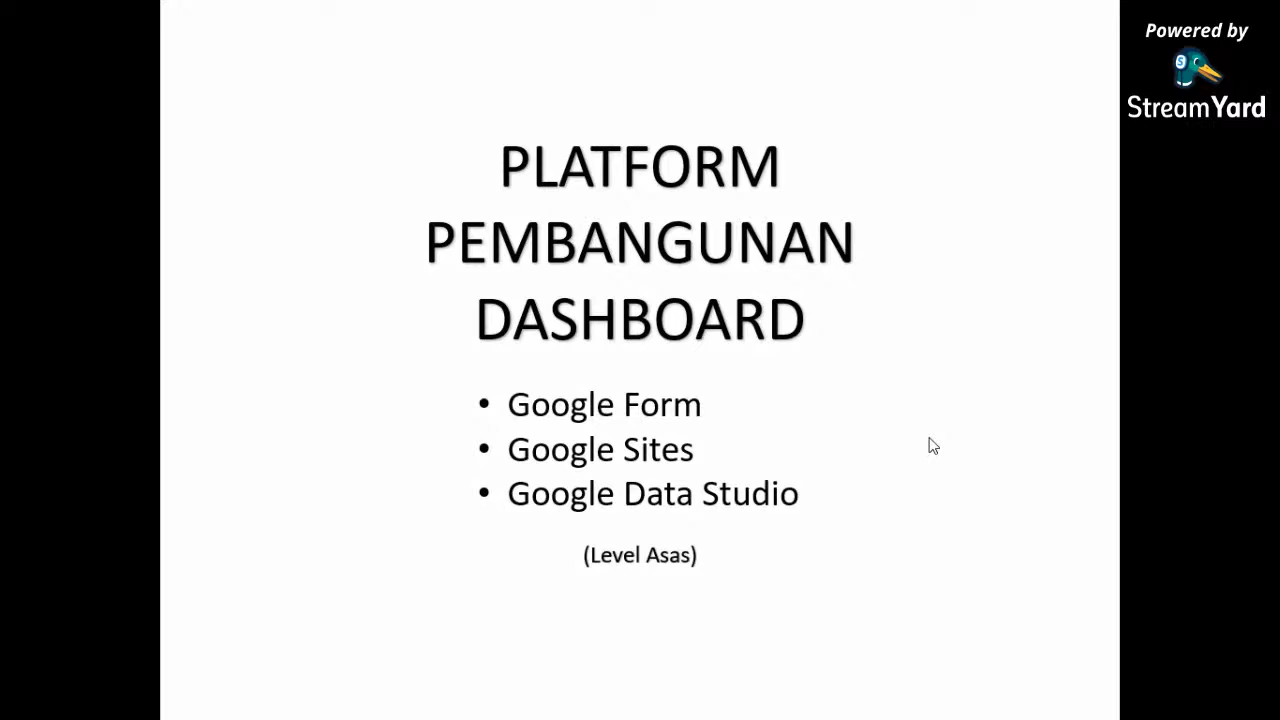 Powered by
StreamYard
PLATFORM
PEMBANGUNAN
DASHBOARD
• Google Form
• Google Sites
• Google Data Studio
(Level Asas)